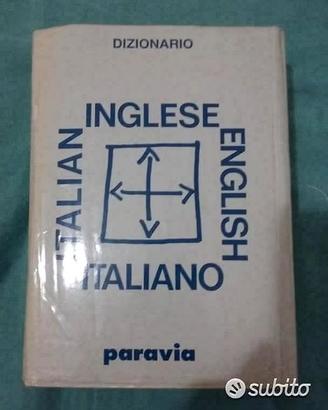 DIZIONARIO
INGLESE
ITALIAN
ENGLISH
ITALIANO
paravia
subito